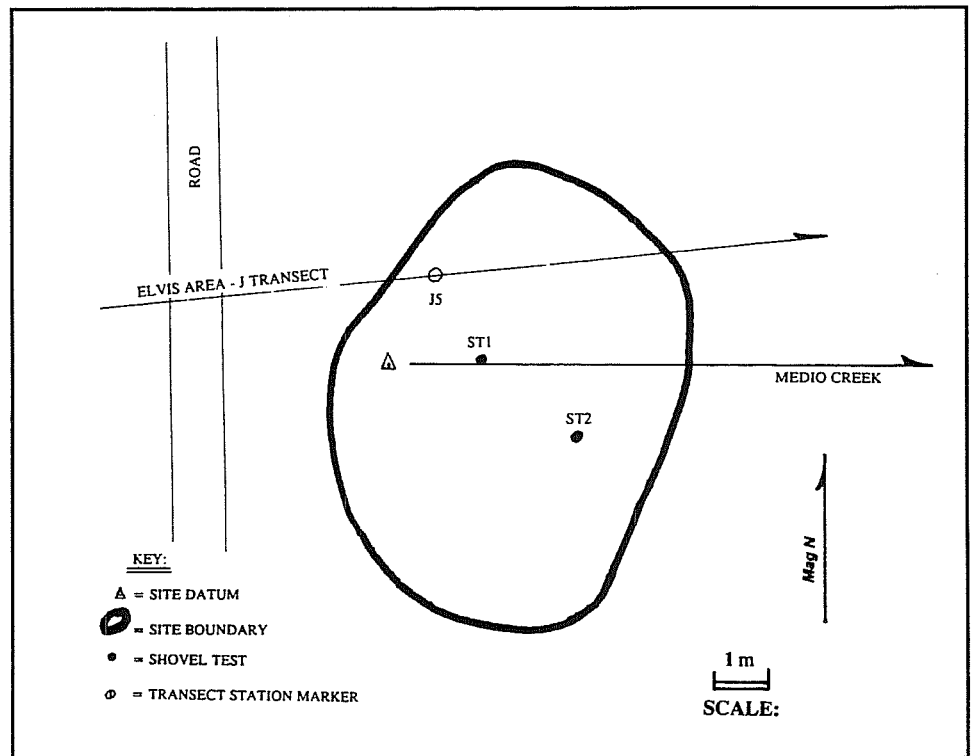 ROAD
ELVIS AREA - J TRANSECT
J5
ST1
MEDIO CREEK
ST2
Mag N
KEY:
= SITE DATUM
= SITE BOUNDARY
= SHOVEL TEST
= TRANSECT STATION MARKER
1 m
SCALE: